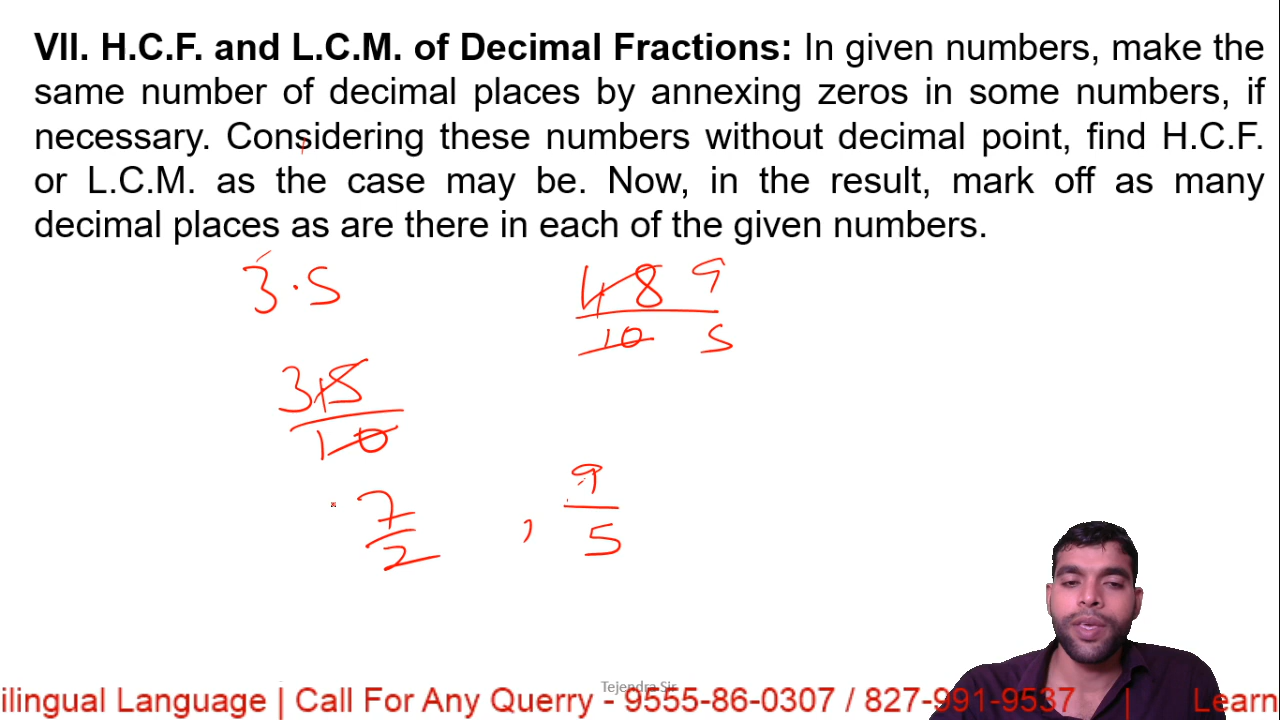 VII. H.C.F. and L.C.M. of Decimal Fractions: In given numbers, make the
same number of decimal places by annexing zeros in some numbers, if
necessary. Considering these numbers without decimal point, find H.C.F.
or L.C.M. as the case may be. Now, in the result, mark off as many
decimal places as are there in each of the given numbers.
3.5
48 9
10 5
10
7 , 9
2 5
Tejendra Sir
ilingual Language | Call For Any Querry - 9555-86-0307 / 827-991-9537 | Learn